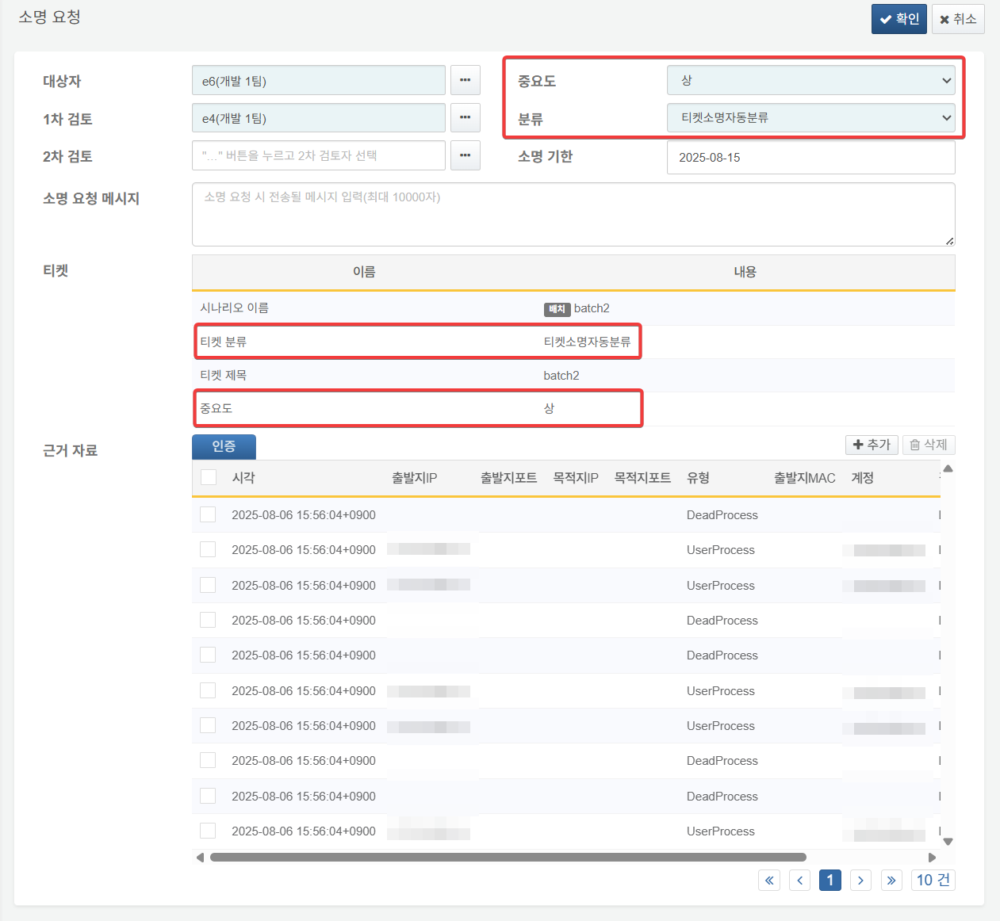 소명 요청
확인
취소
대상자
e6(개발 1팀)
중요도
상
1차 검토
e4(개발 1팀)
분류
티켓소명자동분류
2차 검토
"..." 버튼을 누르고 2차 검토자 선택
소명 기한
2025-08-15
소명 요청 메시지
소명 요청 시 전송될 메시지 입력(최대 10000자)
티켓
이름 내용
시나리오 이름 배치 batch2
티켓 분류 티켓소명자동분류
티켓 제목 batch2
중요도 상
근거 자료
인증
추가
삭제
시각 출발지IP 출발지포트 목적지IP 목적지포트 유형 출발지MAC 계정
2025-08-06 15:56:04+0900 DeadProcess
2025-08-06 15:56:04+0900 UserProcess
2025-08-06 15:56:04+0900 UserProcess
2025-08-06 15:56:04+0900 DeadProcess
2025-08-06 15:56:04+0900 DeadProcess
2025-08-06 15:56:04+0900 UserProcess
2025-08-06 15:56:04+0900 UserProcess
2025-08-06 15:56:04+0900 DeadProcess
2025-08-06 15:56:04+0900 DeadProcess
2025-08-06 15:56:04+0900 UserProcess
« ‹ 1 › » 10 건